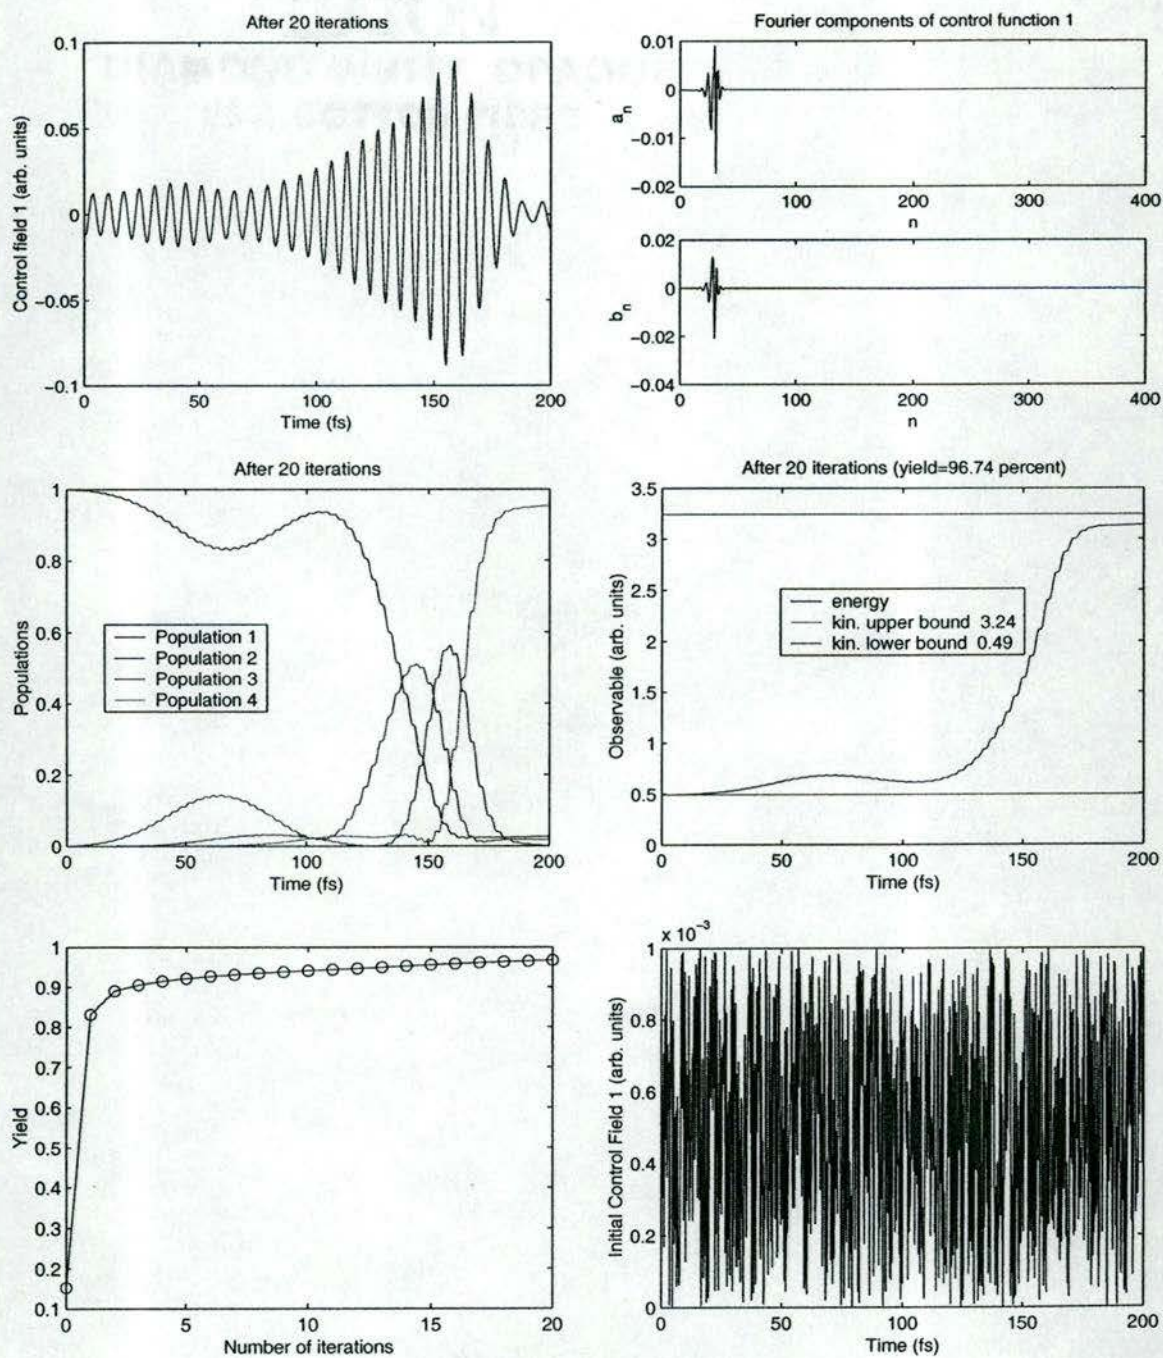 After 20 iterations
0.1
0.05
0
−0.05
−0.1
Control field 1 (arb. units)
0 50 100 150 200
Time (fs)
Fourier components of control function 1
0.01
0
−0.01
−0.02
a_n
0 100 200 300 400
n
0.02
0
−0.02
−0.04
b_n
0 100 200 300 400
n
After 20 iterations
1
0.8
0.6
0.4
0.2
0
Populations
Population 1
Population 2
Population 3
Population 4
0 50 100 150 200
Time (fs)
After 20 iterations (yield=96.74 percent)
3.5
3
2.5
2
1.5
1
0.5
0
Observable (arb. units)
energy
kin. upper bound 3.24
kin. lower bound 0.49
0 50 100 150 200
Time (fs)
1
0.9
0.8
0.7
0.6
0.5
0.4
0.3
0.2
0.1
Yield
0 5 10 15 20
Number of iterations
x 10−3
1
0.8
0.6
0.4
0.2
0
Initial Control Field 1 (arb. units)
0 50 100 150 200
Time (fs)